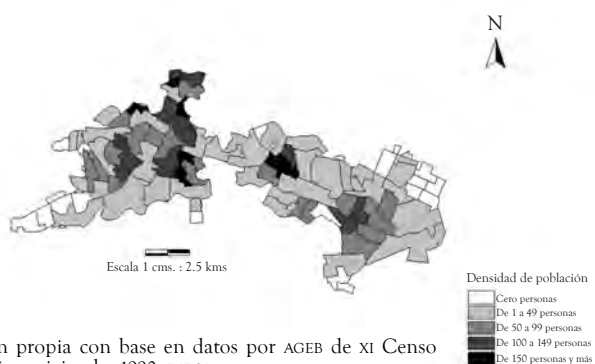 N
Escala 1 cms. : 2.5 kms
Densidad de población
Cero personas
De 1 a 49 personas
De 50 a 99 personas
De 100 a 149 personas
De 150 personas y más
n propia con base en datos por AGEB de XI Censo
1990